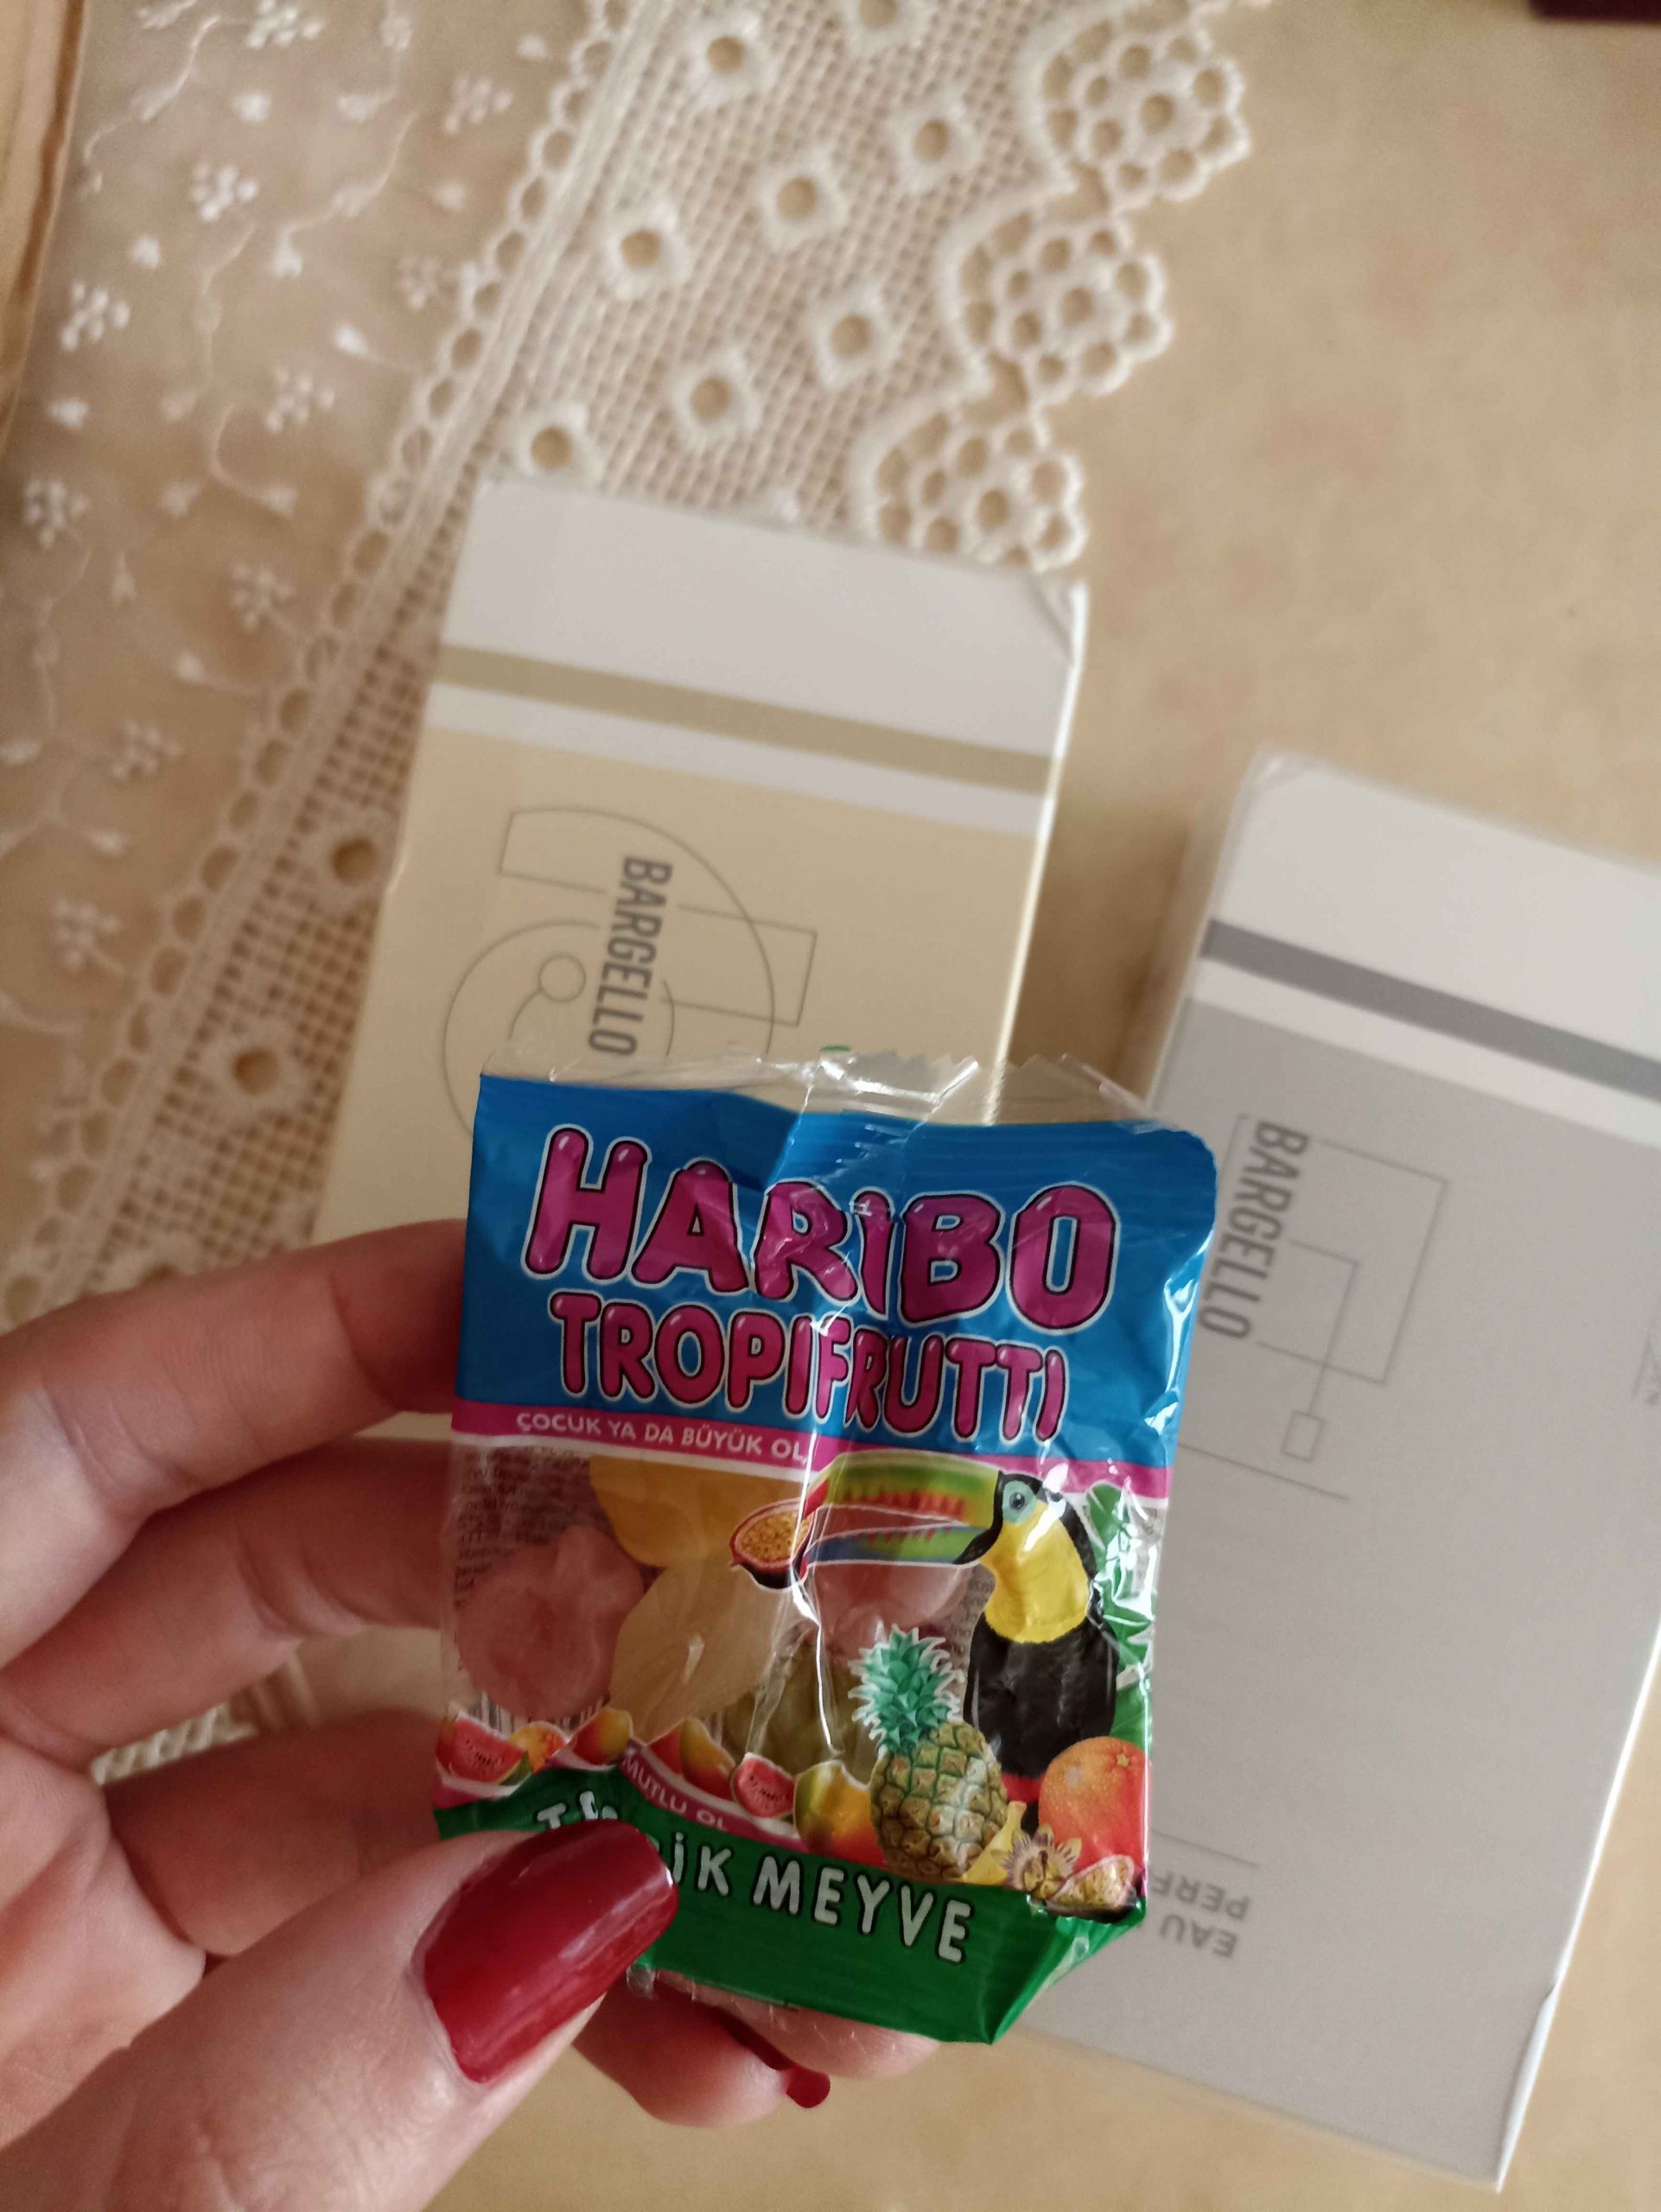 BARGELLO
BARGELLO
EAU
PERF
HARIBO
TROPIFRUTTI
ÇOCUK YA DA BÜYÜK OL
MUTLU OL
MEYVE